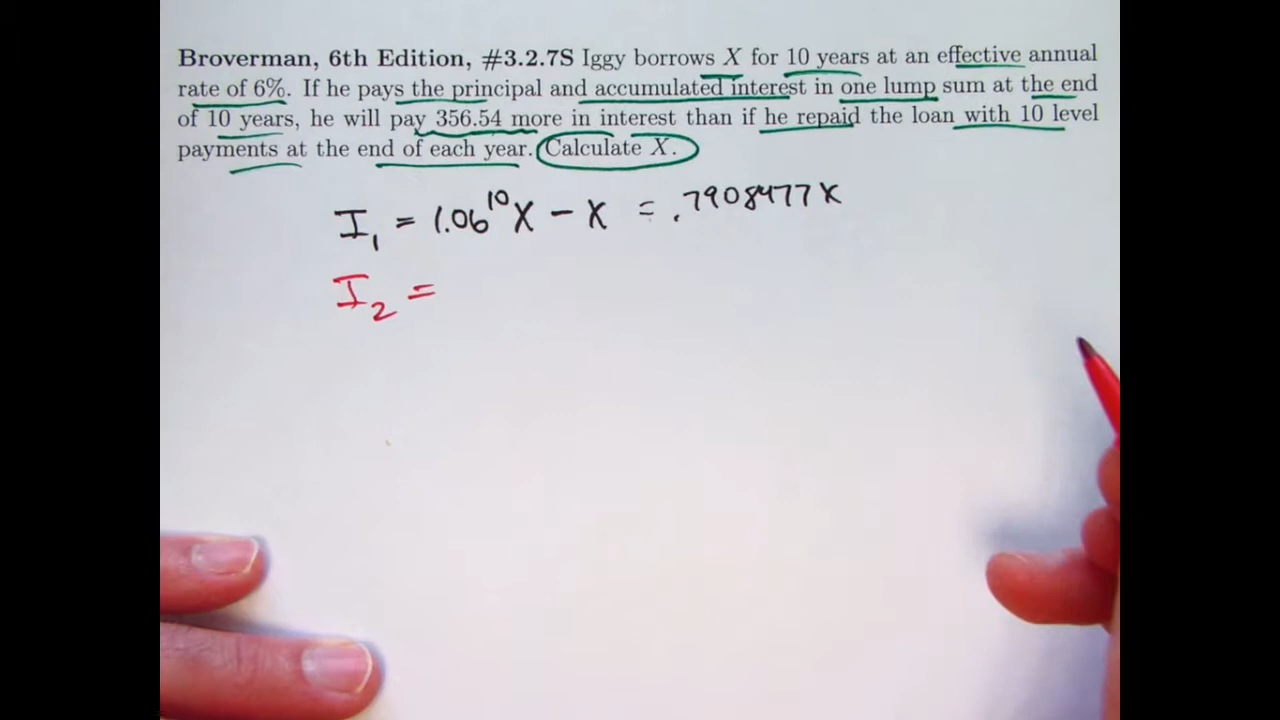 Broverman, 6th Edition, #3.2.7S Iggy borrows X for 10 years at an effective annual
rate of 6%. If he pays the principal and accumulated interest in one lump sum at the end
of 10 years, he will pay 356.54 more in interest than if he repaid the loan with 10 level
payments at the end of each year. Calculate X.
I₁ = 1.06¹⁰X − X = .7908477X
I₂ =